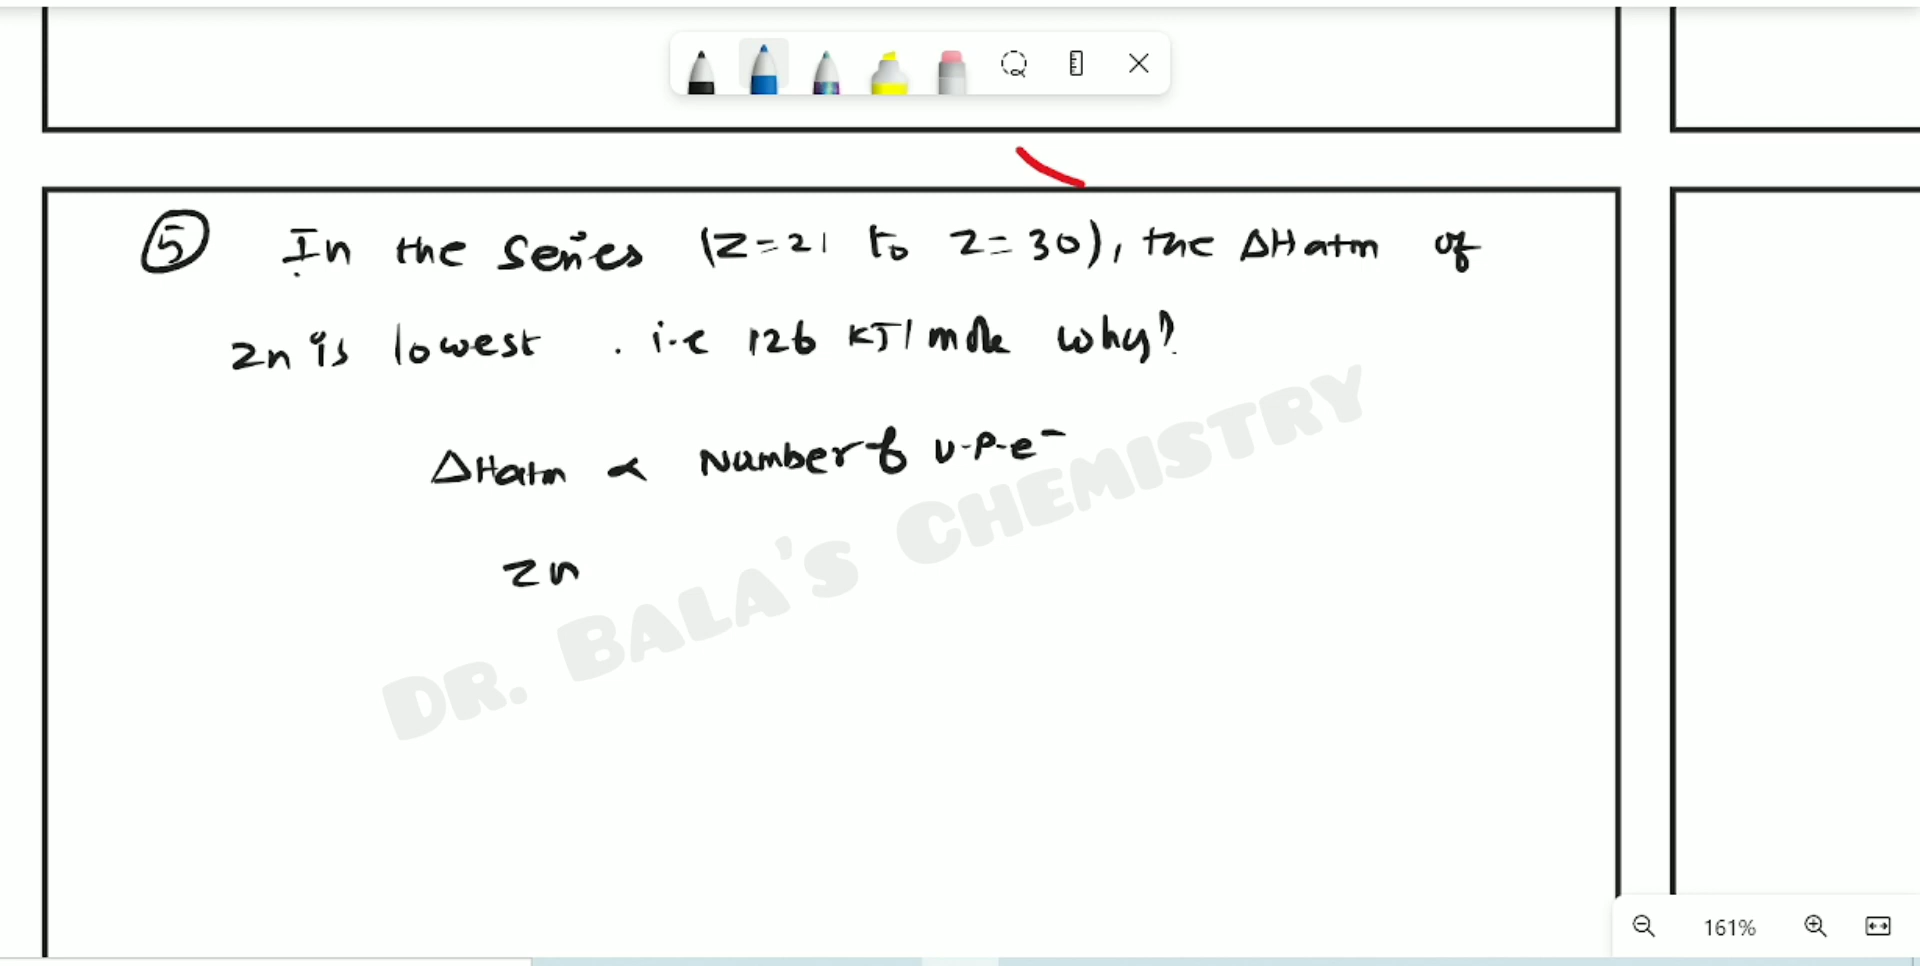 ⑤ In the series (Z=21 to Z=30), the ΔHatm of
Zn is lowest . i.e 126 KJ/mole why?
ΔHatm ∝ Number of U.P.e⁻
Zn
DR. BALA'S CHEMISTRY
161%